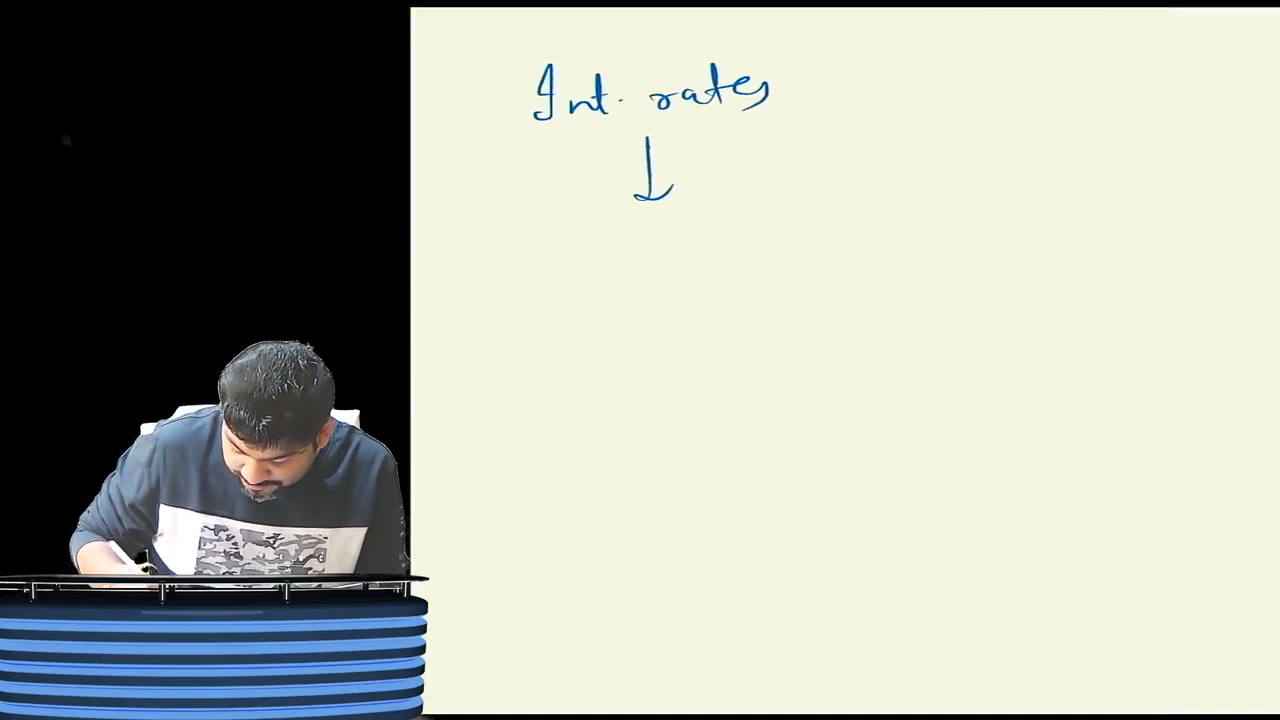 Int. rates
↓